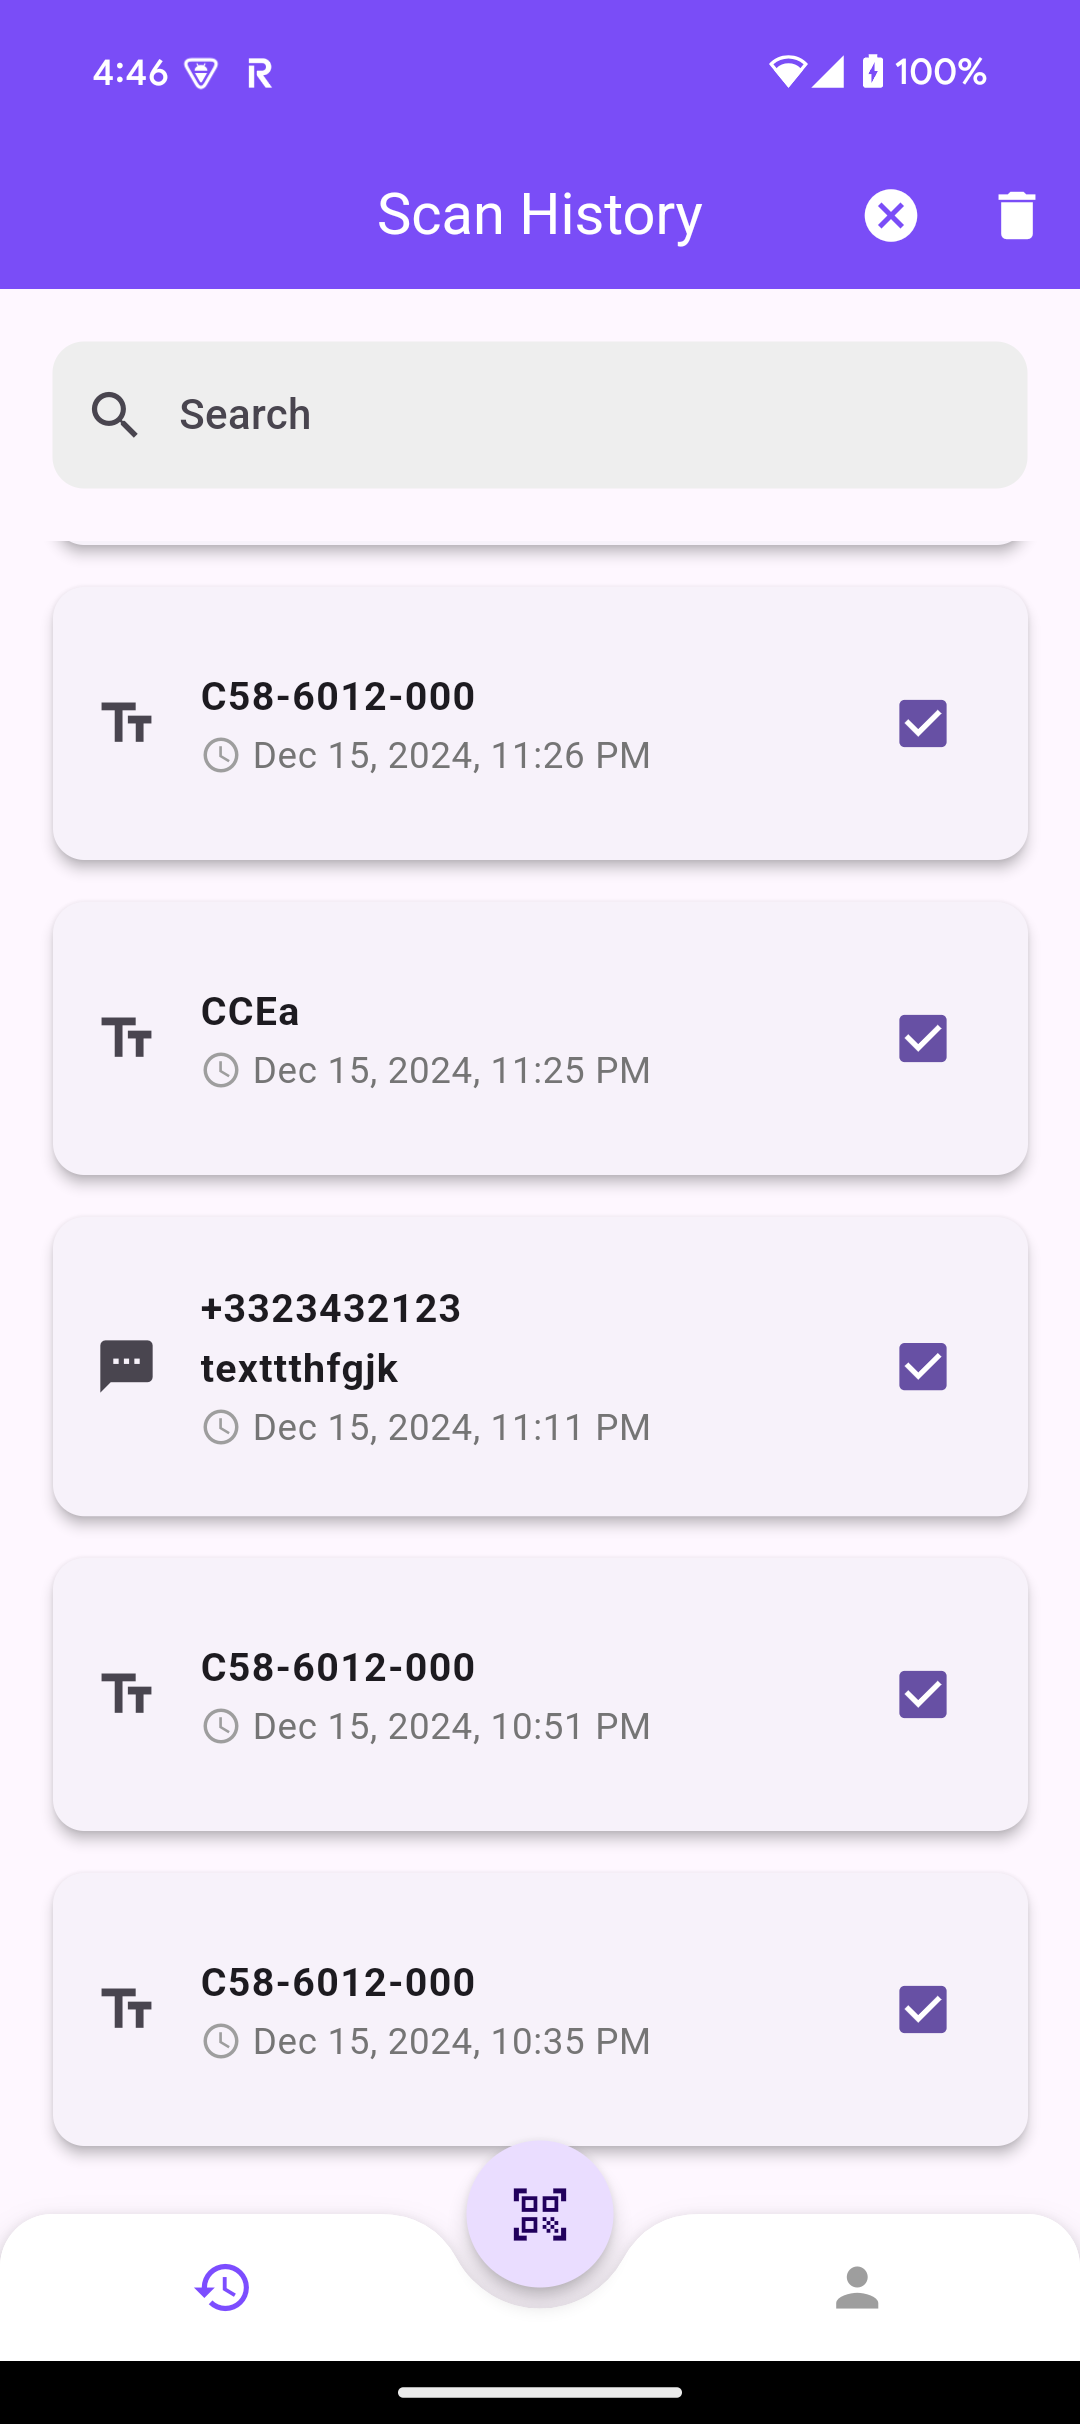 4:46
100%
Scan History
Search
C58-6012-000
Dec 15, 2024, 11:26 PM
CCEa
Dec 15, 2024, 11:25 PM
+3323432123
texttthfgjk
Dec 15, 2024, 11:11 PM
C58-6012-000
Dec 15, 2024, 10:51 PM
C58-6012-000
Dec 15, 2024, 10:35 PM